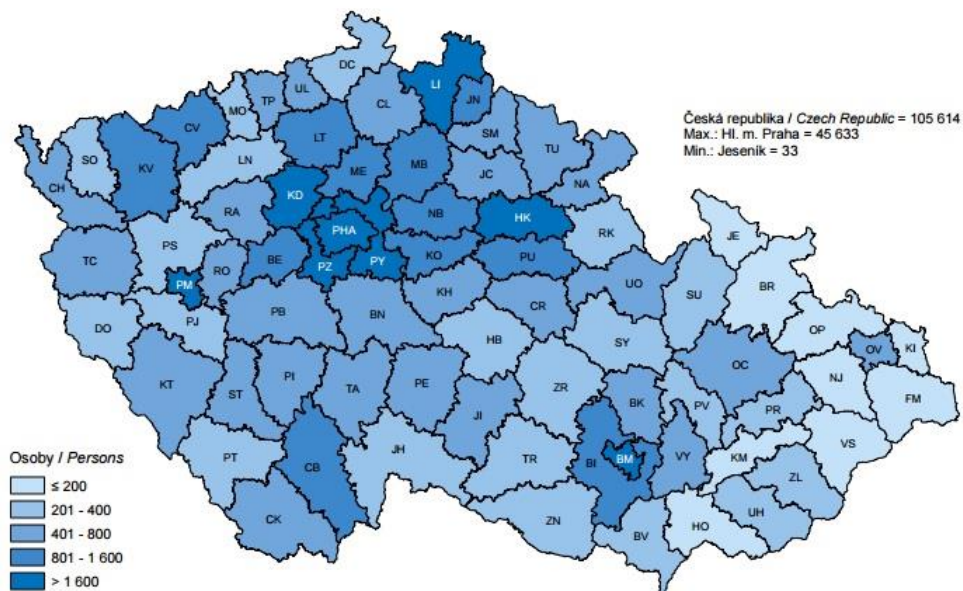 Česká republika / Czech Republic = 105 614
Max.: Hl. m. Praha = 45 633
Min.: Jeseník = 33
DC
LI
UL
TP
MO
CL
JN
CV
LT
SM
SO
LN
TU
KV
ME
MB
JC
CH
KD
NA
RA
NB
HK
PHA
RK
JE
PS
TC
RO
BE
PZ
PY
KO
PU
BR
PM
UO
SU
KH
CR
PJ
PB
BN
DO
OP
HB
SY
OV
KI
OC
KT
ST
PI
TA
PE
ZR
NJ
FM
JI
BK
PV
PR
VS
PT
CB
JH
TR
BI
BM
VY
KM
ZL
CK
ZN
BV
HO
UH
Osoby / Persons
≤ 200
201 - 400
401 - 800
801 - 1 600
> 1 600